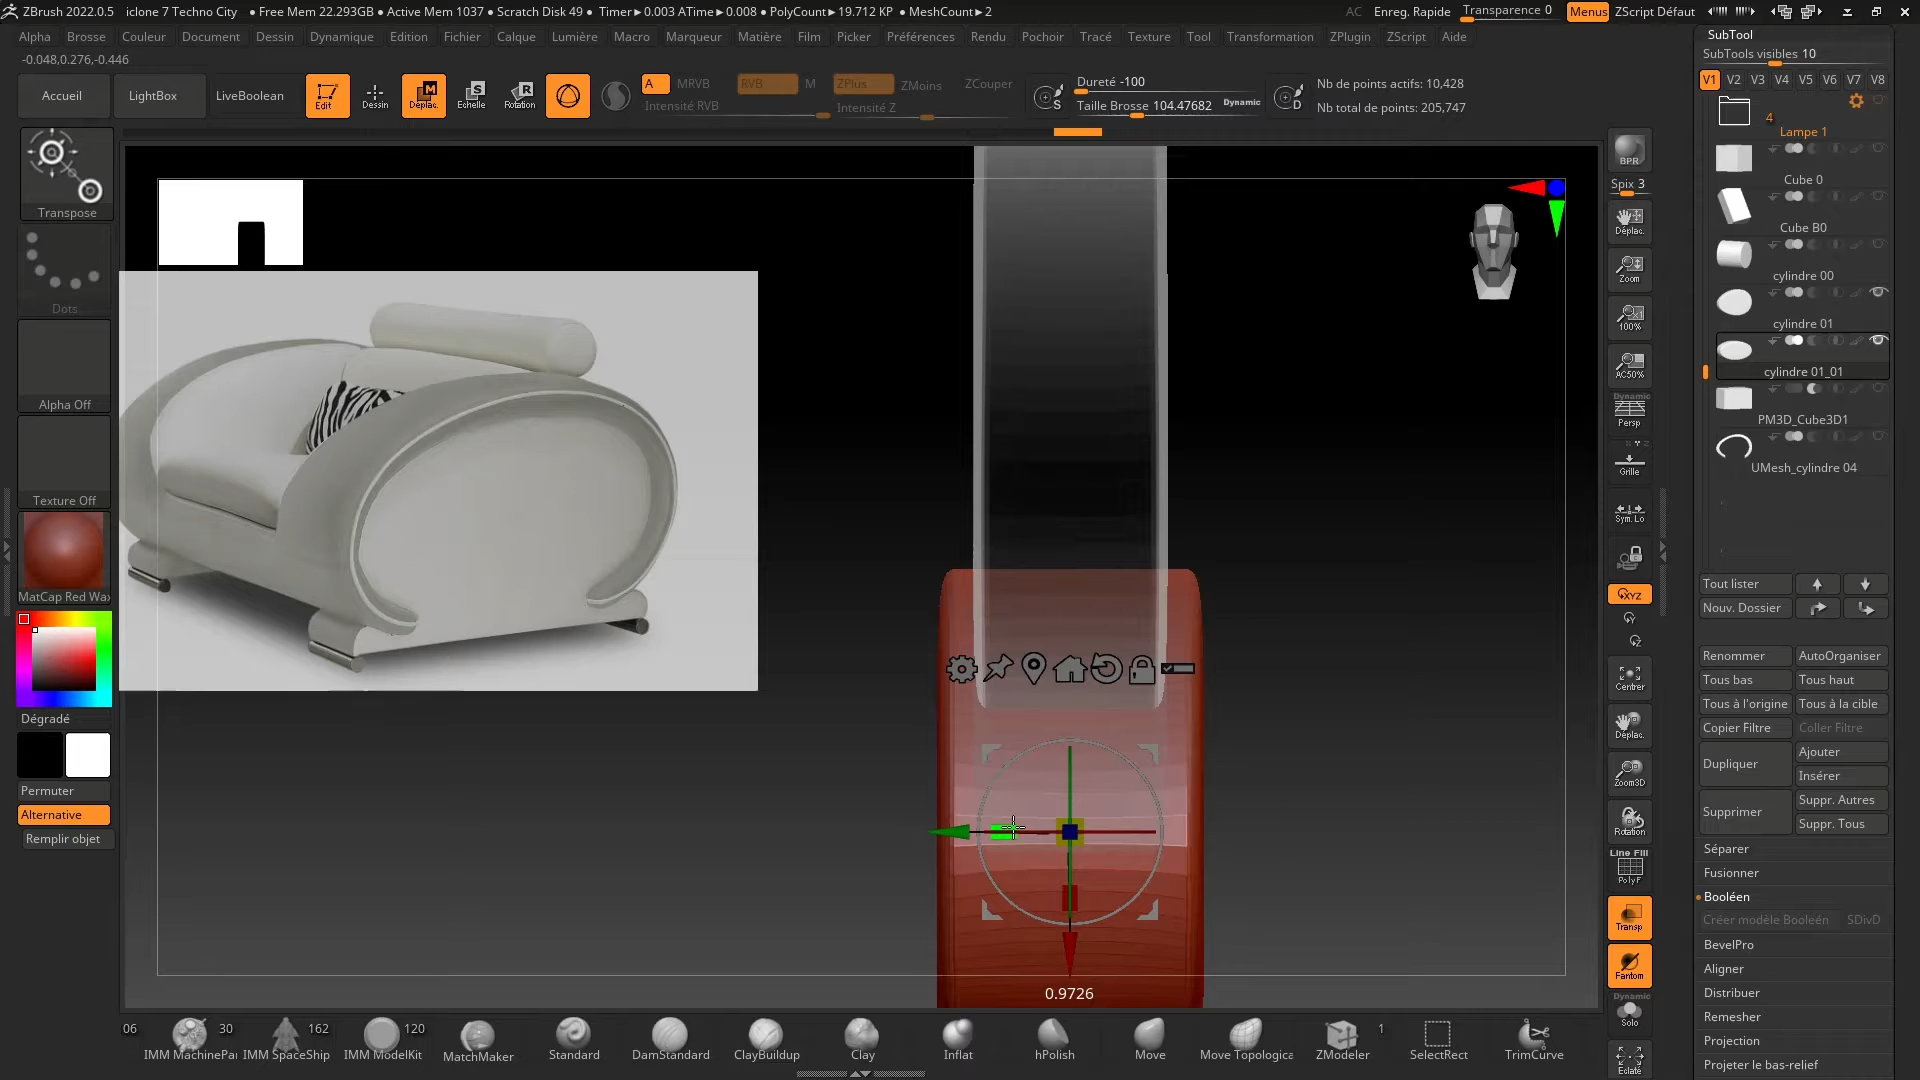 ZBrush 2022.0.5 iclone 7 Techno City • Free Mem 22.293GB • Active Mem 1037 • Scratch Disk 49 • Timer►0.003 ATime►0.008 • PolyCount►19.712 KP • MeshCount►2 AC Enreg. Rapide Transparence 0 Menus ZScript Défaut
Alpha Brosse Couleur Document Dessin Dynamique Edition Fichier Calque Lumière Macro Marqueur Matière Film Picker Préférences Rendu Pochoir Tracé Texture Tool Transformation ZPlugin ZScript Aide
-0.048,0.276,-0.446
Accueil LightBox LiveBoolean Edit Dessin Déplac. Echelle Rotation
A MRVB RVB M ZPlus ZMoins ZCouper
Intensité RVB Intensité Z
S Dureté -100
Taille Brosse 104.47682 Dynamic D
Nb de points actifs: 10,428
Nb total de points: 205,747
Transpose
Dots
Alpha Off
Texture Off
MatCap Red Wax
Dégradé
Permuter
Alternative
Remplir objet
0.9726
BPR
Spix 3
Déplac.
Zoom
100%
AC50%
Dynamic
Persp
Grille
Sym. Lo
XYZ
Centrer
Déplac.
Zoom3D
Rotation
Line Fill
PolyF
Transp
Fantom
Dynamic
Solo
Eclaté
SubTool
SubTools visibles 10
V1 V2 V3 V4 V5 V6 V7 V8
4
Lampe 1
Cube 0
Cube B0
cylindre 00
cylindre 01
cylindre 01_01
PM3D_Cube3D1
UMesh_cylindre 04
Tout lister
Nouv. Dossier
Renommer AutoOrganiser
Tous bas Tous haut
Tous à l'origine Tous à la cible
Copier Filtre Coller Filtre
Dupliquer Ajouter
Insérer
Supprimer Suppr. Autres
Suppr. Tous
Séparer
Fusionner
Booléen
Créer modèle Booleén SDivD
BevelPro
Aligner
Distribuer
Remesher
Projection
Projeter le bas-relief
06 30 162 120 1
IMM MachinePar IMM SpaceShip IMM ModelKit MatchMaker Standard DamStandard ClayBuildup Clay Inflat hPolish Move Move Topologica ZModeler SelectRect TrimCurve